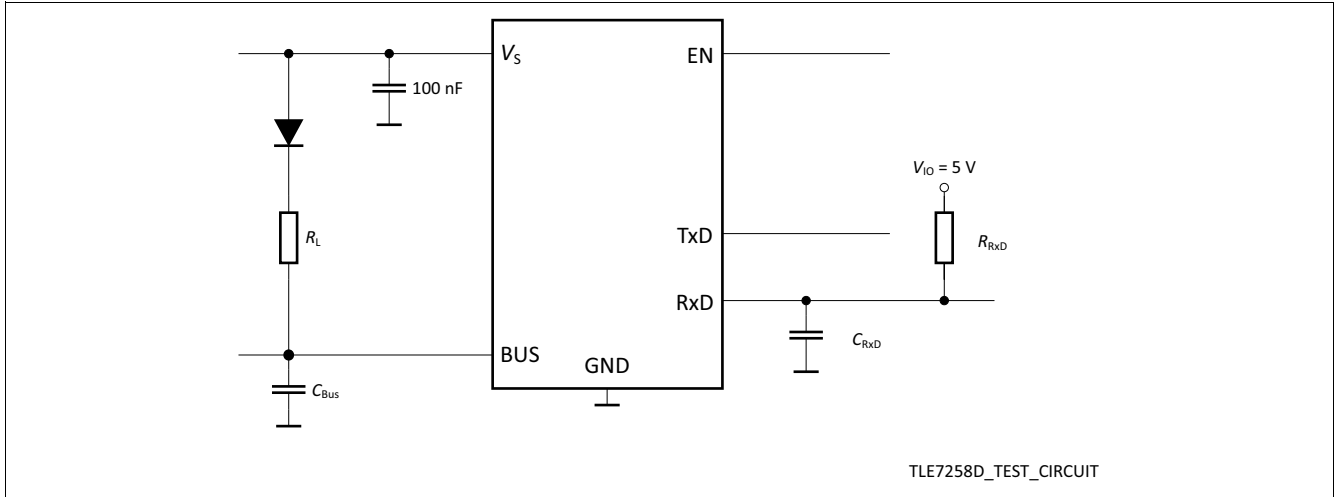 VS
EN
100 nF
VIO = 5 V
RL
TxD
RRxD
RxD
CRxD
BUS
GND
CBus
TLE7258D_TEST_CIRCUIT